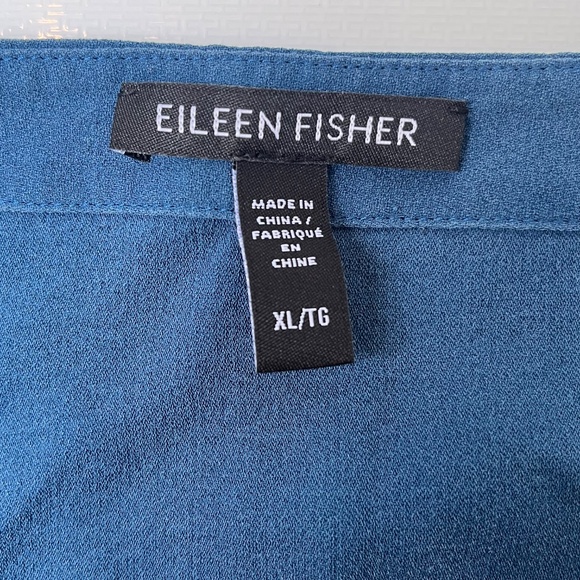 EILEEN FISHER
MADE IN
CHINA /
FABRIQUÉ
EN
CHINE
XL/TG